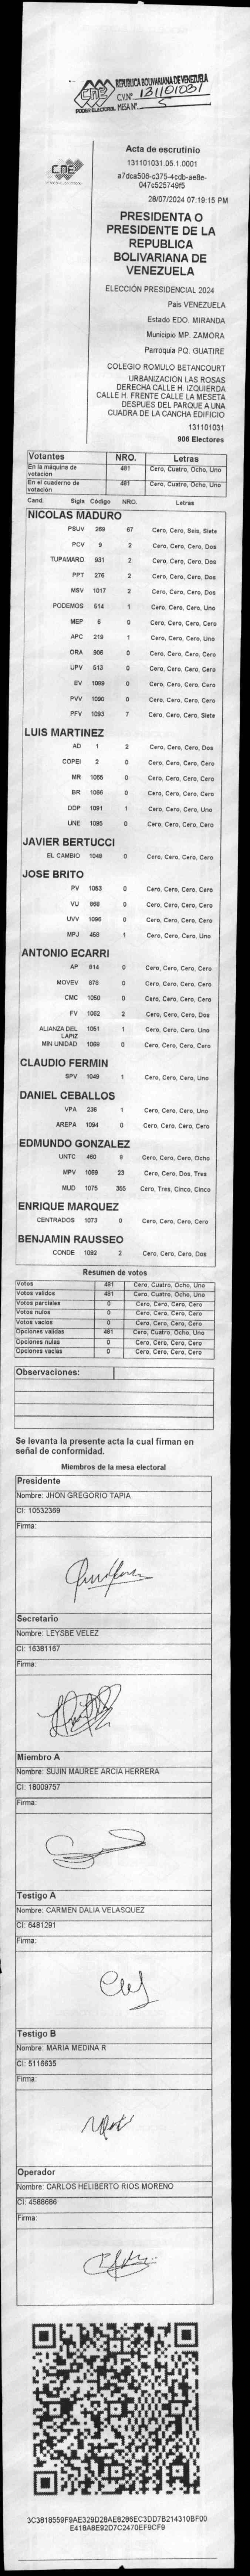 CNE
PODER ELECTORAL
REPUBLICA BOLIVARIANA DE VENEZUELA
C.V.Nº 131101031
MESA Nº 5
CNE
Acta de escrutinio
131101031.05.1.0001
a7dca506-c375-4cdb-ae8e-
047c525749f5
28/07/2024 07:19:15 PM
PRESIDENTA O
PRESIDENTE DE LA
REPUBLICA
BOLIVARIANA DE
VENEZUELA
ELECCIÓN PRESIDENCIAL 2024
Pais VENEZUELA
Estado EDO. MIRANDA
Municipio MP. ZAMORA
Parroquia PQ. GUATIRE
COLEGIO ROMULO BETANCOURT
URBANIZACION LAS ROSAS
DERECHA CALLE H. IZQUIERDA
CALLE H. FRENTE CALLE LA MESETA
DESPUES DEL PARQUE A UNA
CUADRA DE LA CANCHA EDIFICIO
131101031
906 Electores
Votantes NRO. Letras
En la máquina de votación 481 Cero, Cuatro, Ocho, Uno
En el cuaderno de votación 481 Cero, Cuatro, Ocho, Uno
Cand. Sigla Código NRO. Letras
NICOLAS MADURO
PSUV 269 67 Cero, Cero, Seis, Siete
PCV 9 2 Cero, Cero, Cero, Dos
TUPAMARO 931 2 Cero, Cero, Cero, Dos
PPT 276 2 Cero, Cero, Cero, Dos
MSV 1017 2 Cero, Cero, Cero, Dos
PODEMOS 514 1 Cero, Cero, Cero, Uno
MEP 6 0 Cero, Cero, Cero, Cero
APC 219 1 Cero, Cero, Cero, Uno
ORA 906 0 Cero, Cero, Cero, Cero
UPV 513 0 Cero, Cero, Cero, Cero
EV 1089 0 Cero, Cero, Cero, Cero
PVV 1090 0 Cero, Cero, Cero, Cero
PFV 1093 7 Cero, Cero, Cero, Siete
LUIS MARTINEZ
AD 1 2 Cero, Cero, Cero, Dos
COPEI 2 0 Cero, Cero, Cero, Cero
MR 1065 0 Cero, Cero, Cero, Cero
BR 1066 0 Cero, Cero, Cero, Cero
DDP 1091 1 Cero, Cero, Cero, Uno
UNE 1095 0 Cero, Cero, Cero, Cero
JAVIER BERTUCCI
EL CAMBIO 1048 0 Cero, Cero, Cero, Cero
JOSE BRITO
PV 1053 0 Cero, Cero, Cero, Cero
VU 868 0 Cero, Cero, Cero, Cero
UVV 1096 0 Cero, Cero, Cero, Cero
MPJ 458 1 Cero, Cero, Cero, Uno
ANTONIO ECARRI
AP 814 0 Cero, Cero, Cero, Cero
MOVEV 878 0 Cero, Cero, Cero, Cero
CMC 1050 0 Cero, Cero, Cero, Cero
FV 1062 2 Cero, Cero, Cero, Dos
ALIANZA DEL LAPIZ 1051 1 Cero, Cero, Cero, Uno
MIN UNIDAD 1069 0 Cero, Cero, Cero, Cero
CLAUDIO FERMIN
SPV 1049 1 Cero, Cero, Cero, Uno
DANIEL CEBALLOS
VPA 236 1 Cero, Cero, Cero, Uno
AREPA 1094 0 Cero, Cero, Cero, Cero
EDMUNDO GONZALEZ
UNTC 460 8 Cero, Cero, Cero, Ocho
MPV 1069 23 Cero, Cero, Dos, Tres
MUD 1075 355 Cero, Tres, Cinco, Cinco
ENRIQUE MARQUEZ
CENTRADOS 1073 0 Cero, Cero, Cero, Cero
BENJAMIN RAUSSEO
CONDE 1092 2 Cero, Cero, Cero, Dos
Resumen de votos
Votos 481 Cero, Cuatro, Ocho, Uno
Votos validos 481 Cero, Cuatro, Ocho, Uno
Votos parciales 0 Cero, Cero, Cero, Cero
Votos nulos 0 Cero, Cero, Cero, Cero
Votos vacios 0 Cero, Cero, Cero, Cero
Opciones validas 481 Cero, Cuatro, Ocho, Uno
Opciones nulas 0 Cero, Cero, Cero, Cero
Opciones vacias 0 Cero, Cero, Cero, Cero
Observaciones:
Se levanta la presente acta la cual firman en
señal de conformidad.
Miembros de la mesa electoral
Presidente
Nombre: JHON GREGORIO TAPIA
CI: 10532369
Firma:
Secretario
Nombre: LEYSBE VELEZ
CI: 16381167
Firma:
Miembro A
Nombre: SUJIN MAUREE ARCIA HERRERA
CI: 18009757
Firma:
Testigo A
Nombre: CARMEN DALIA VELASQUEZ
CI: 6481291
Firma:
Testigo B
Nombre: MARIA MEDINA R
CI: 5116635
Firma:
Operador
Nombre: CARLOS HELIBERTO RIOS MORENO
CI: 4588686
Firma:
3C3818559F9AE329D28AE8286EC3DD7B214310BF00
E418A8E92D7C2470EF9CF9